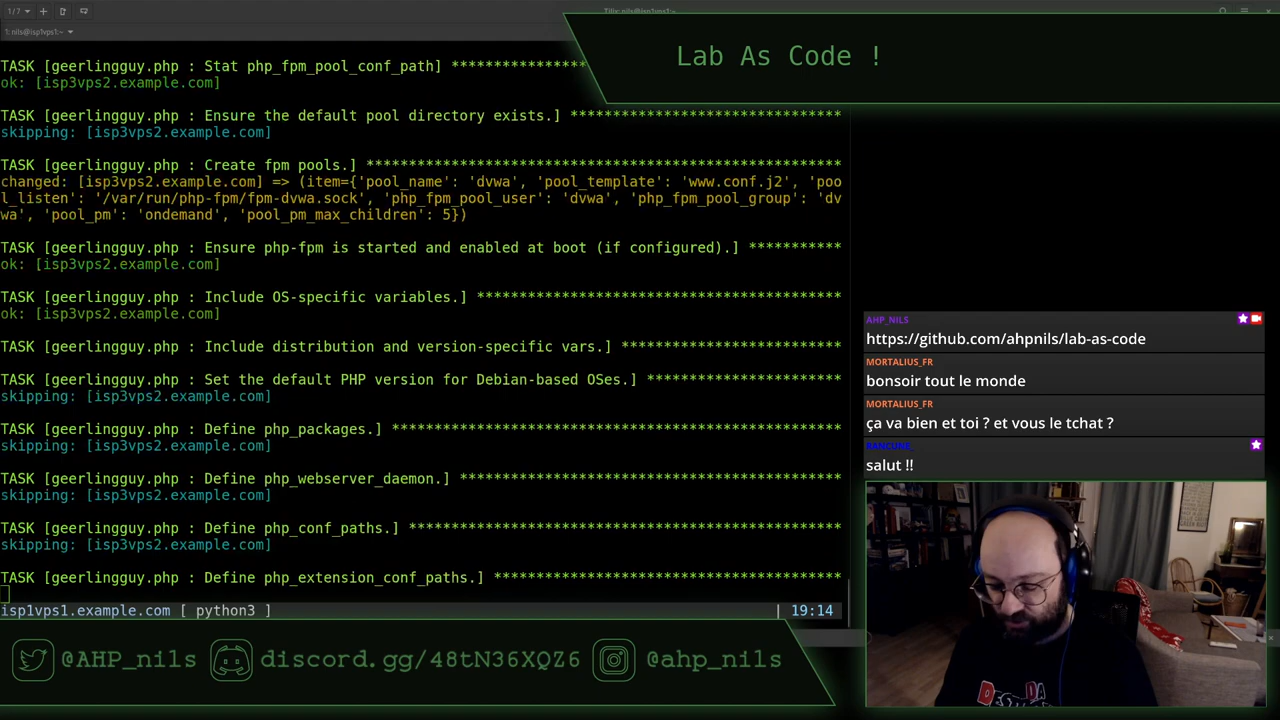 1/7
Tilix: nils@isp1vps1:~
1: nils@isp1vps1:~
Lab As Code !
TASK [geerlingguy.php : Stat php_fpm_pool_conf_path] ****************
ok: [isp3vps2.example.com]
TASK [geerlingguy.php : Ensure the default pool directory exists.] ********************************
skipping: [isp3vps2.example.com]
TASK [geerlingguy.php : Create fpm pools.] ********************************************************
changed: [isp3vps2.example.com] => (item={'pool_name': 'dvwa', 'pool_template': 'www.conf.j2', 'poo
l_listen': '/var/run/php-fpm/fpm-dvwa.sock', 'php_fpm_pool_user': 'dvwa', 'php_fpm_pool_group': 'dv
wa', 'pool_pm': 'ondemand', 'pool_pm_max_children': 5})
TASK [geerlingguy.php : Ensure php-fpm is started and enabled at boot (if configured).] ***********
ok: [isp3vps2.example.com]
TASK [geerlingguy.php : Include OS-specific variables.] *******************************************
ok: [isp3vps2.example.com]
TASK [geerlingguy.php : Include distribution and version-specific vars.] **************************
TASK [geerlingguy.php : Set the default PHP version for Debian-based OSes.] ***********************
skipping: [isp3vps2.example.com]
TASK [geerlingguy.php : Define php_packages.] *****************************************************
skipping: [isp3vps2.example.com]
TASK [geerlingguy.php : Define php_webserver_daemon.] *********************************************
skipping: [isp3vps2.example.com]
TASK [geerlingguy.php : Define php_conf_paths.] ***************************************************
skipping: [isp3vps2.example.com]
TASK [geerlingguy.php : Define php_extension_conf_paths.] *****************************************
isp1vps1.example.com [ python3 ] | 19:14
AHP_NILS
https://github.com/ahpnils/lab-as-code
MORTALIUS_FR
bonsoir tout le monde
MORTALIUS_FR
ça va bien et toi ? et vous le tchat ?
salut !!
@AHP_nils discord.gg/48tN36XQZ6 @ahp_nils